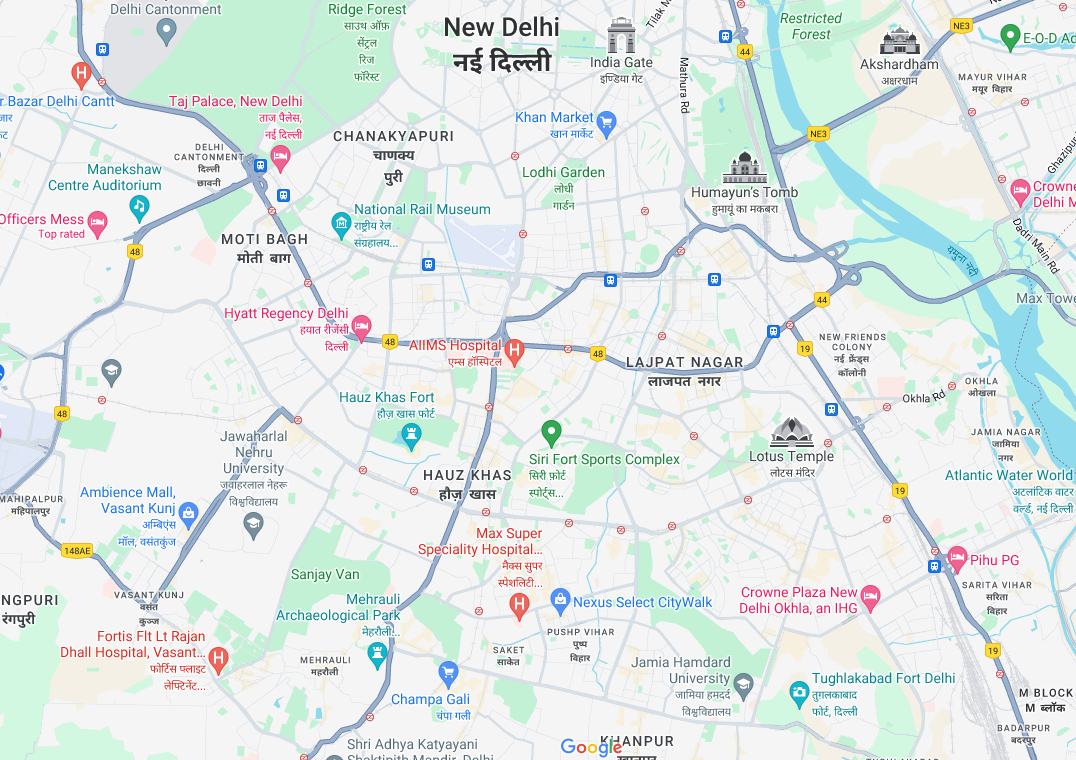 Delhi Cantonment
Ridge Forest
साउथ ऑफ़
सेंट्रल
रिज
फॉरेस्ट
New Delhi
नई दिल्ली
India Gate
इण्डिया गेट
Tilak M
Mathura Rd
44
Restricted
Forest
Akshardham
अक्षरधाम
NE3
E-O-D Ad
MAYUR VIHAR
मयूर विहार
r Bazar Delhi Cantt
Taj Palace, New Delhi
ताज पैलेस,
नई दिल्ली
CHANAKYAPURI
चाणक्य
पुरी
Khan Market
खान मार्केट
NE3
Ghazipur
DELHI
CANTONMENT
दिल्ली
छावनी
Manekshaw
Centre Auditorium
Lodhi Garden
लोधी
गार्डन
Humayun's Tomb
हुमायूं का मकबरा
Crowne
Delhi M
Officers Mess
Top rated
National Rail Museum
राष्ट्रीय रेल
संग्रहालय...
Dadri Main Rd
48
MOTI BAGH
मोती बाग
यमुना नदी
44
Max Towe
Hyatt Regency Delhi
हयात रीजेंसी
दिल्ली
48
AIIMS Hospital
एम्स हॉस्पिटल
48
LAJPAT NAGAR
लाजपत नगर
19
NEW FRIENDS
COLONY
नई फ्रेंड्स
कॉलोनी
OKHLA
ओखला
Okhla Rd
48
Hauz Khas Fort
हौज़ खास फोर्ट
Jawaharlal
Nehru
University
जवाहरलाल नेहरू
विश्वविद्यालय
Siri Fort Sports Complex
सिरी फ़ोर्ट
स्पोर्ट्स...
Lotus Temple
लोटस मंदिर
JAMIA NAGAR
जामिया
नगर
HAUZ KHAS
हौज़ खास
Atlantic Water World
अटलांटिक वाटर
वर्ल्ड, नई दिल्ली
MAHIPALPUR
महिपालपुर
Ambience Mall,
Vasant Kunj
अम्बिएंस
मॉल, वसंतकुंज
19
148AE
Max Super
Speciality Hospital...
मैक्स सुपर
स्पेशलिटी...
Pihu PG
Sanjay Van
SARITA VIHAR
सरिता
विहार
VASANT KUNJ
वसंत
कुञ्ज
NGPURI
रंगपुरी
Mehrauli
Archaeological Park
मेहरौली...
Nexus Select CityWalk
Crowne Plaza New
Delhi Okhla, an IHG
Fortis Flt Lt Rajan
Dhall Hospital, Vasant...
फोर्टिस फ्लाइट
लेफ्टिनेंट...
MEHRAULI
महरौली
SAKET
साकेत
PUSHP VIHAR
पुष्प
विहार
19
Jamia Hamdard
University
जामिया हमदर्द
विश्वविद्यालय
Tughlakabad Fort Delhi
तुग़लकाबाद
फोर्ट, दिल्ली
Champa Gali
चंपा गली
M BLOCK
M ब्लॉक
BADARPUR
बदरपुर
Shri Adhya Katyayani
Shaktipith Mandir, Delhi
Google
KHANPUR
खानपुर